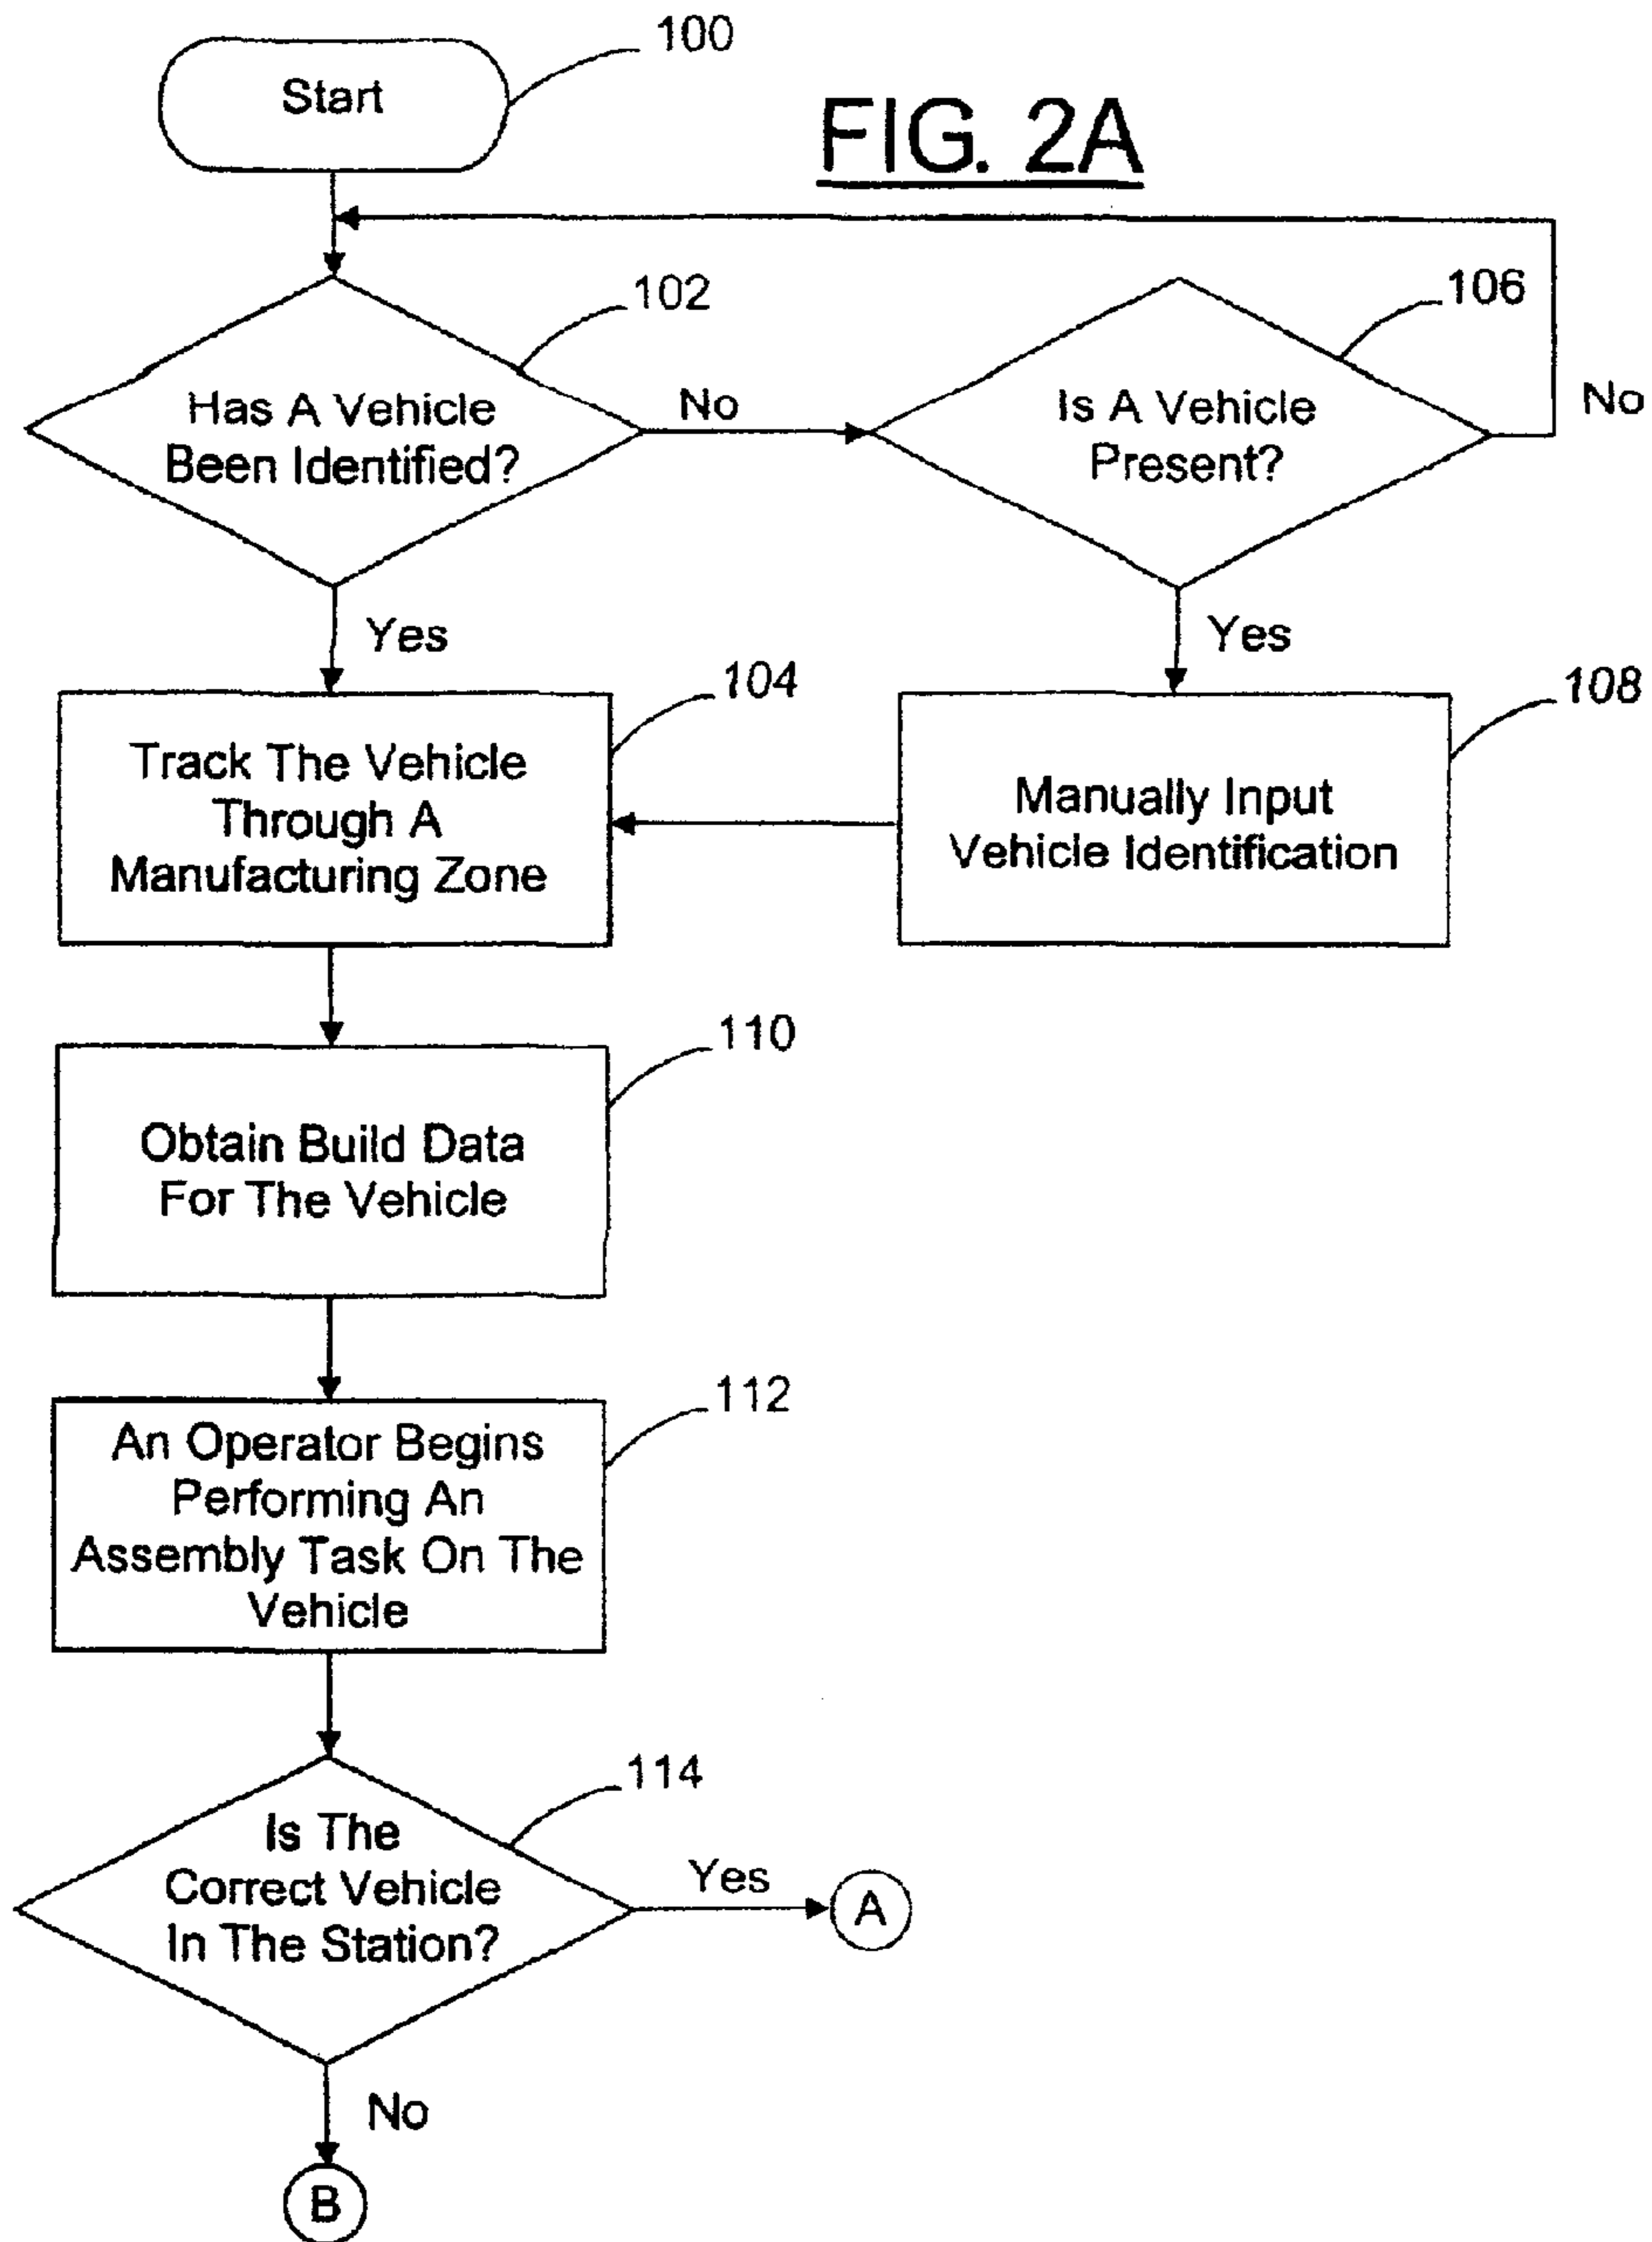 100
Start
FIG. 2A
102
106
Has A Vehicle
Been Identified?
No
Is A Vehicle
Present?
No
Yes
Yes
104
108
Track The Vehicle
Through A
Manufacturing Zone
Manually Input
Vehicle Identification
110
Obtain Build Data
For The Vehicle
112
An Operator Begins
Performing An
Assembly Task On The
Vehicle
114
Is The
Correct Vehicle
In The Station?
Yes
A
No
B